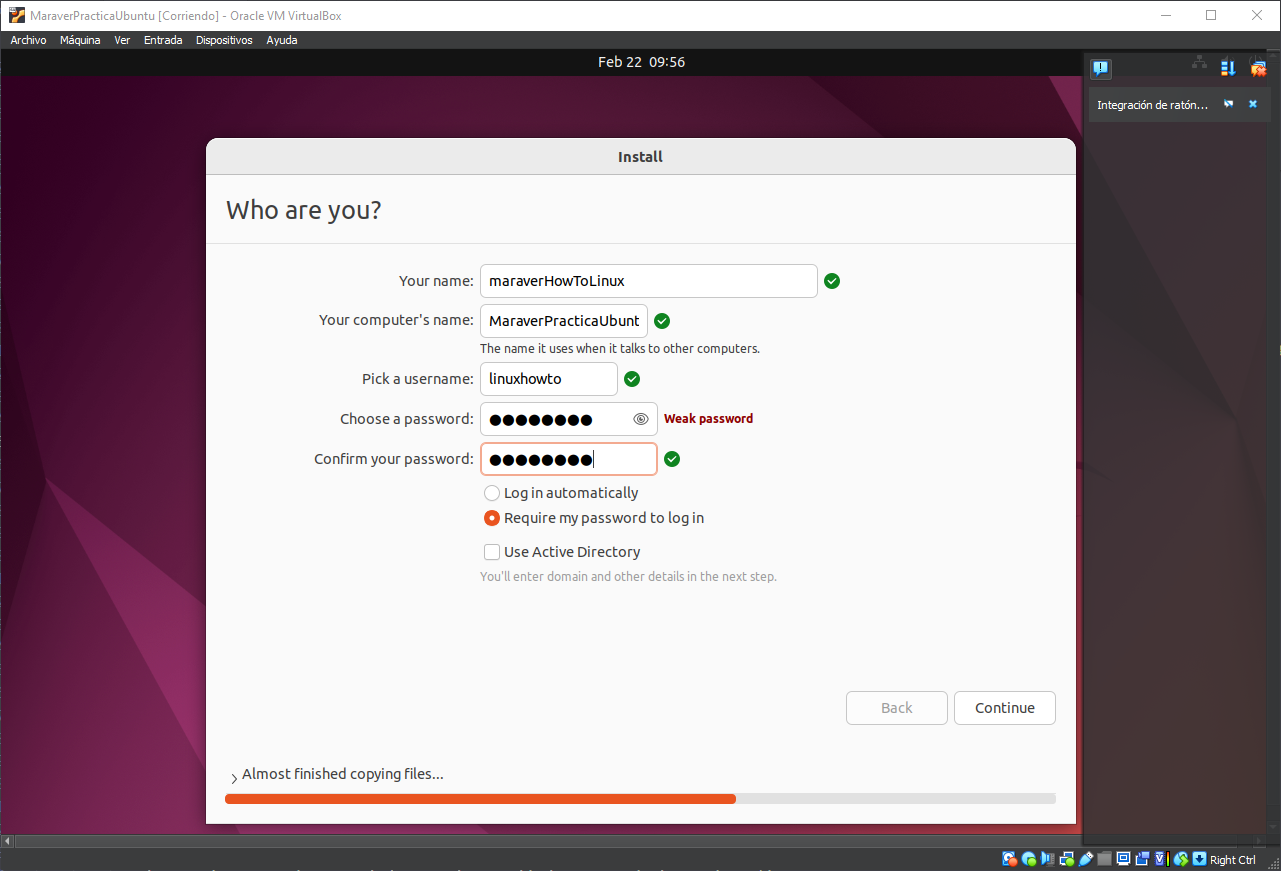 MaraverPracticaUbuntu [Corriendo] - Oracle VM VirtualBox
Archivo Máquina Ver Entrada Dispositivos Ayuda
Feb 22 09:56
Integración de ratón...
Install
Who are you?
Your name: maraverHowToLinux
Your computer's name: MaraverPracticaUbunt
The name it uses when it talks to other computers.
Pick a username: linuxhowto
Choose a password: ●●●●●●●●● Weak password
Confirm your password: ●●●●●●●●●
Log in automatically
Require my password to log in
Use Active Directory
You'll enter domain and other details in the next step.
Back Continue
Almost finished copying files...
Right Ctrl